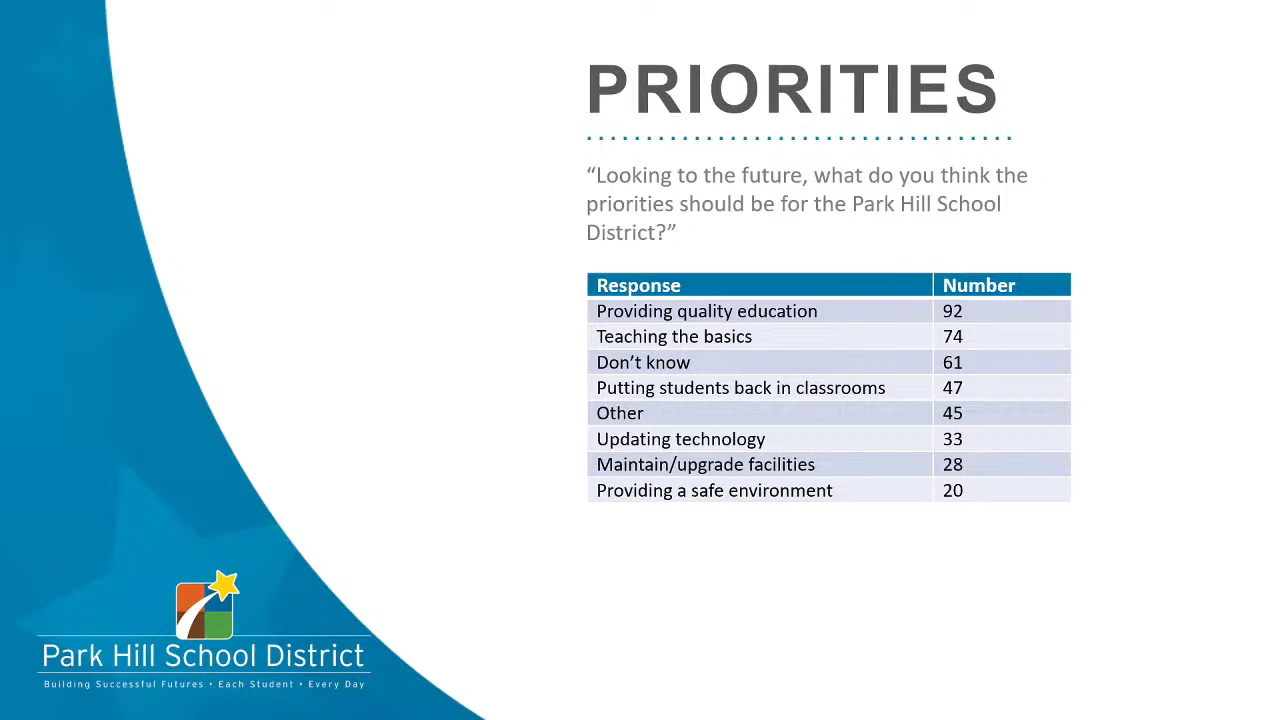 PRIORITIES
“Looking to the future, what do you think the
priorities should be for the Park Hill School
District?”
Response Number
Providing quality education 92
Teaching the basics 74
Don’t know 61
Putting students back in classrooms 47
Other 45
Updating technology 33
Maintain/upgrade facilities 28
Providing a safe environment 20
Park Hill School District
Building Successful Futures • Each Student • Every Day